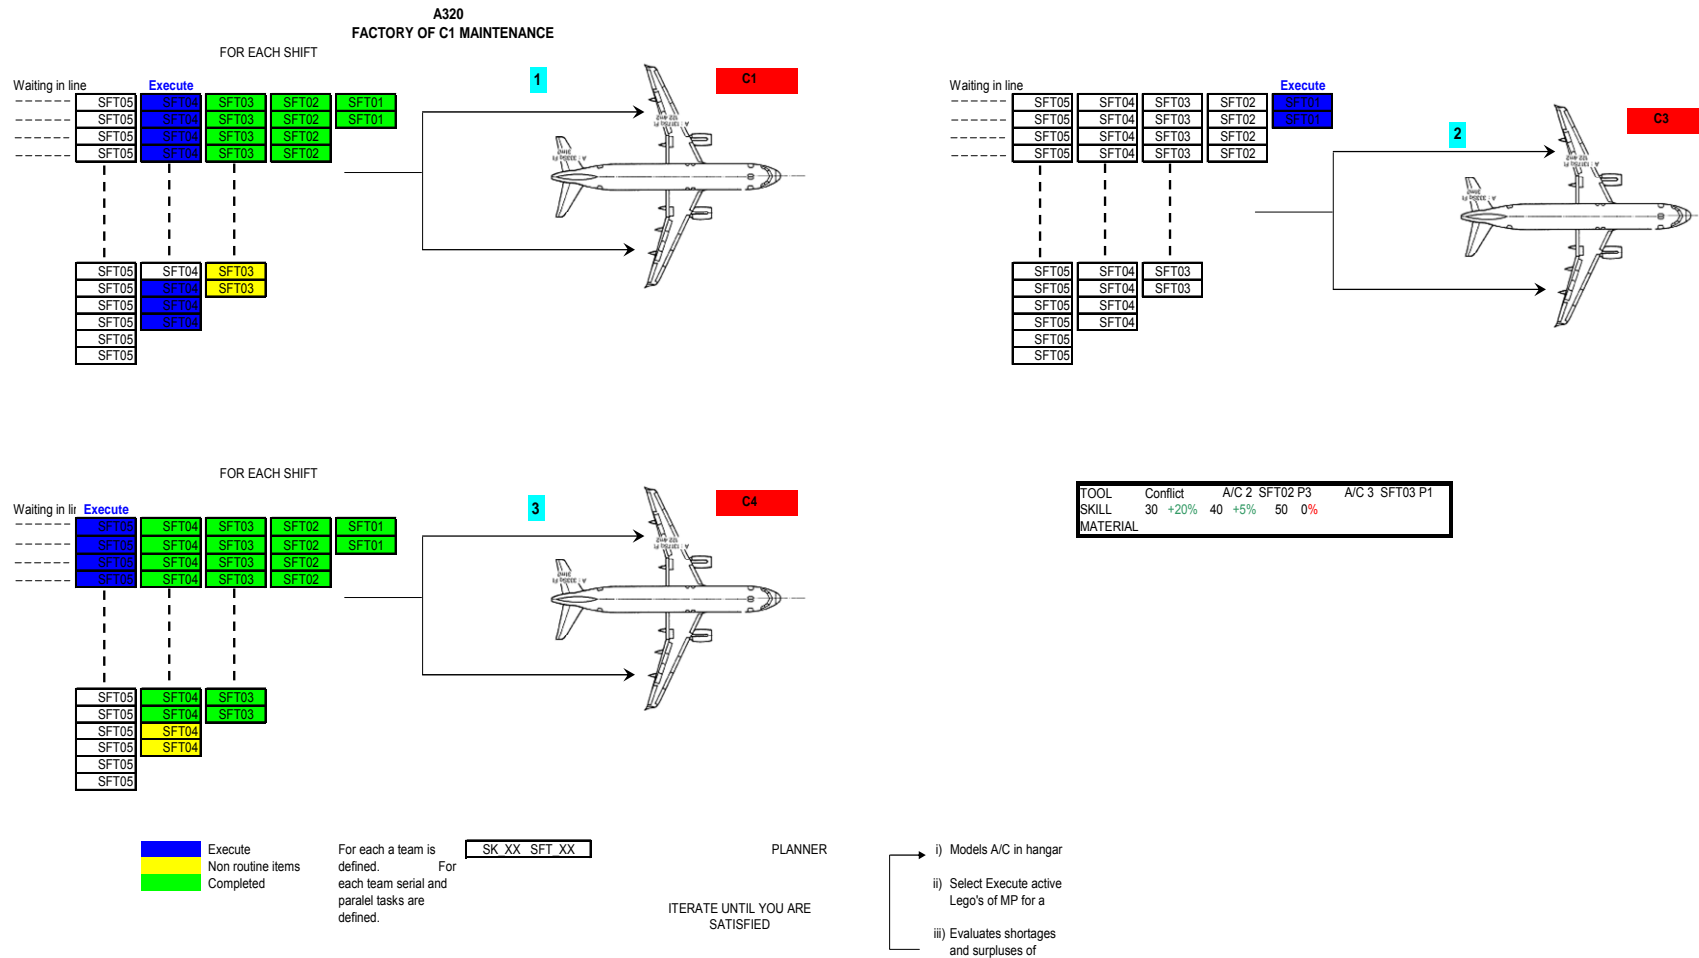 A320
FACTORY OF C1 MAINTENANCE
FOR EACH SHIFT
Waiting in line Execute
1
C1
SFT05 SFT04 SFT03 SFT02 SFT01
SFT05 SFT04 SFT03 SFT02 SFT01
SFT05 SFT04 SFT03 SFT02
SFT05 SFT04 SFT03 SFT02
SFT05 SFT04 SFT03
SFT05 SFT04 SFT03
SFT05 SFT04
SFT05 SFT04
SFT05
SFT05
Waiting in line Execute
2
C3
SFT05 SFT04 SFT03 SFT02 SFT01
SFT05 SFT04 SFT03 SFT02 SFT01
SFT05 SFT04 SFT03 SFT02
SFT05 SFT04 SFT03 SFT02
SFT05 SFT04 SFT03
SFT05 SFT04 SFT03
SFT05 SFT04
SFT05 SFT04
SFT05
SFT05
FOR EACH SHIFT
Waiting in lir Execute
3
C4
SFT05 SFT04 SFT03 SFT02 SFT01
SFT05 SFT04 SFT03 SFT02 SFT01
SFT05 SFT04 SFT03 SFT02
SFT05 SFT04 SFT03 SFT02
SFT05 SFT04 SFT03
SFT05 SFT04 SFT03
SFT05 SFT04
SFT05 SFT04
SFT05
SFT05
TOOL Conflict A/C 2 SFT02 P3 A/C 3 SFT03 P1
SKILL 30 +20% 40 +5% 50 0%
MATERIAL
Execute
Non routine items
Completed
For each a team is
defined. For
each team serial and
paralel tasks are
defined.
SK_XX SFT_XX
PLANNER
ITERATE UNTIL YOU ARE
SATISFIED
i) Models A/C in hangar
ii) Select Execute active
Lego's of MP for a
iii) Evaluates shortages
and surpluses of